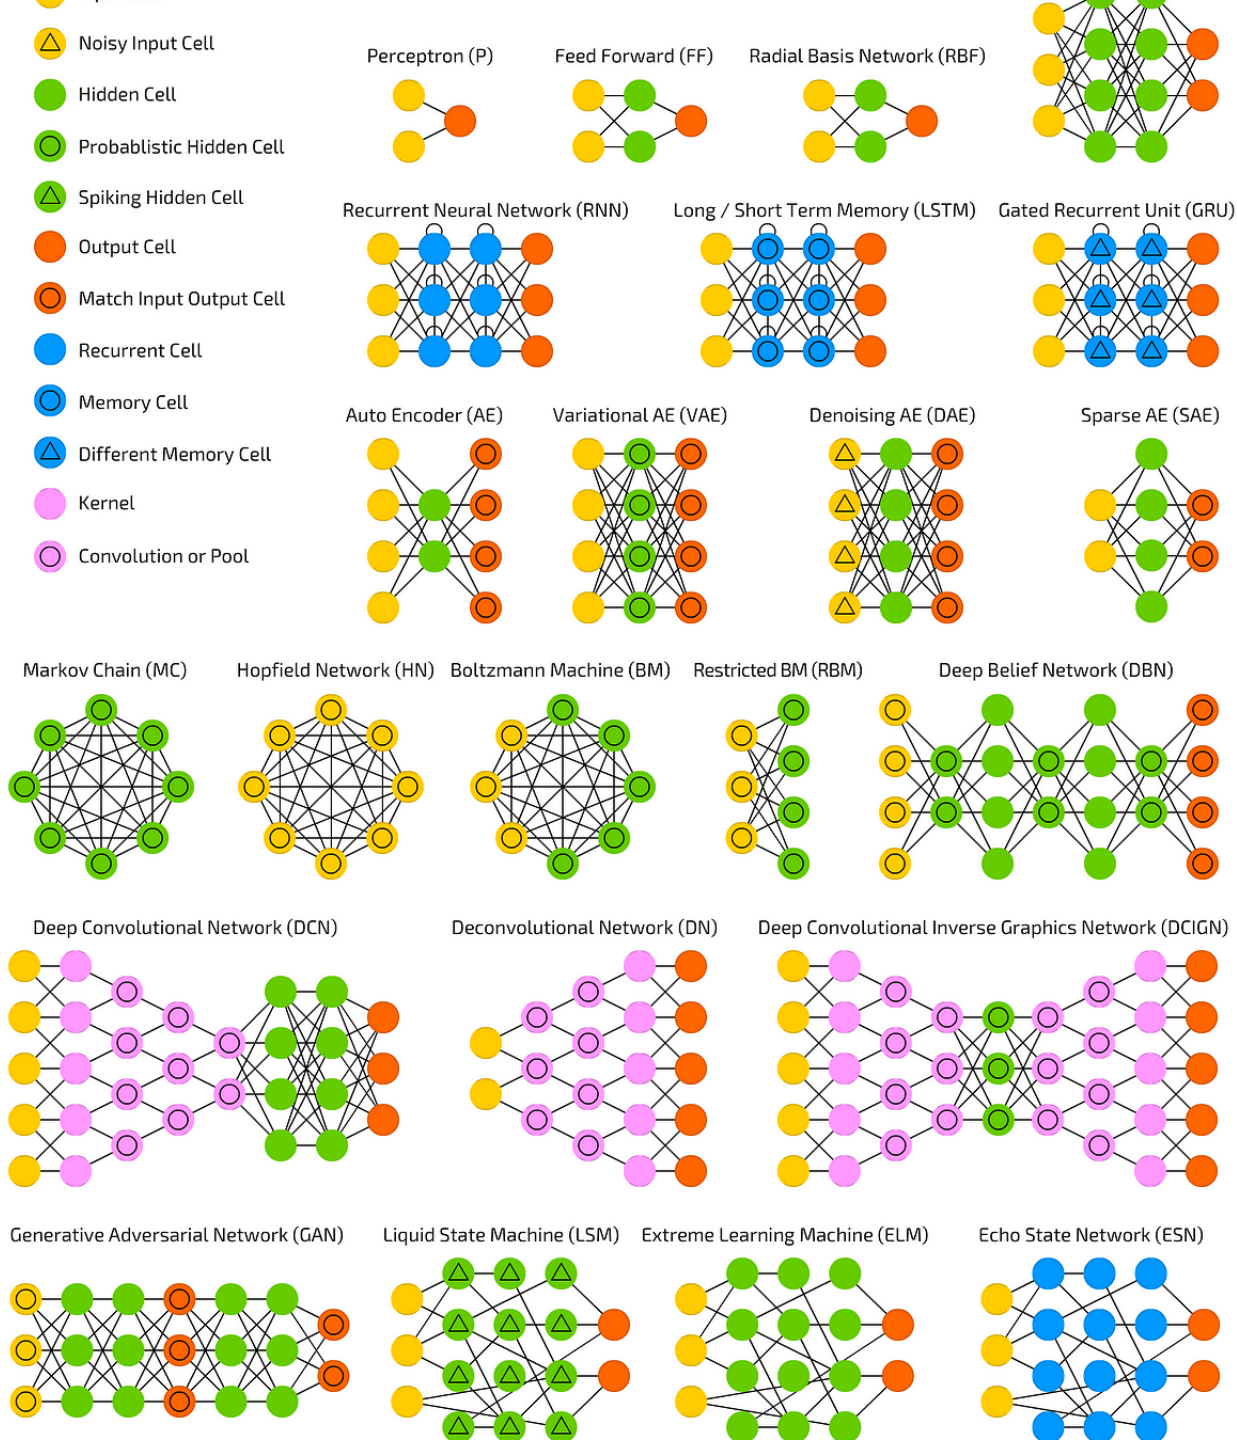 Noisy Input Cell
Hidden Cell
Probablistic Hidden Cell
Spiking Hidden Cell
Output Cell
Match Input Output Cell
Recurrent Cell
Memory Cell
Different Memory Cell
Kernel
Convolution or Pool
Perceptron (P)
Feed Forward (FF)
Radial Basis Network (RBF)
Recurrent Neural Network (RNN)
Long / Short Term Memory (LSTM)
Gated Recurrent Unit (GRU)
Auto Encoder (AE)
Variational AE (VAE)
Denoising AE (DAE)
Sparse AE (SAE)
Markov Chain (MC)
Hopfield Network (HN)
Boltzmann Machine (BM)
Restricted BM (RBM)
Deep Belief Network (DBN)
Deep Convolutional Network (DCN)
Deconvolutional Network (DN)
Deep Convolutional Inverse Graphics Network (DCIGN)
Generative Adversarial Network (GAN)
Liquid State Machine (LSM)
Extreme Learning Machine (ELM)
Echo State Network (ESN)